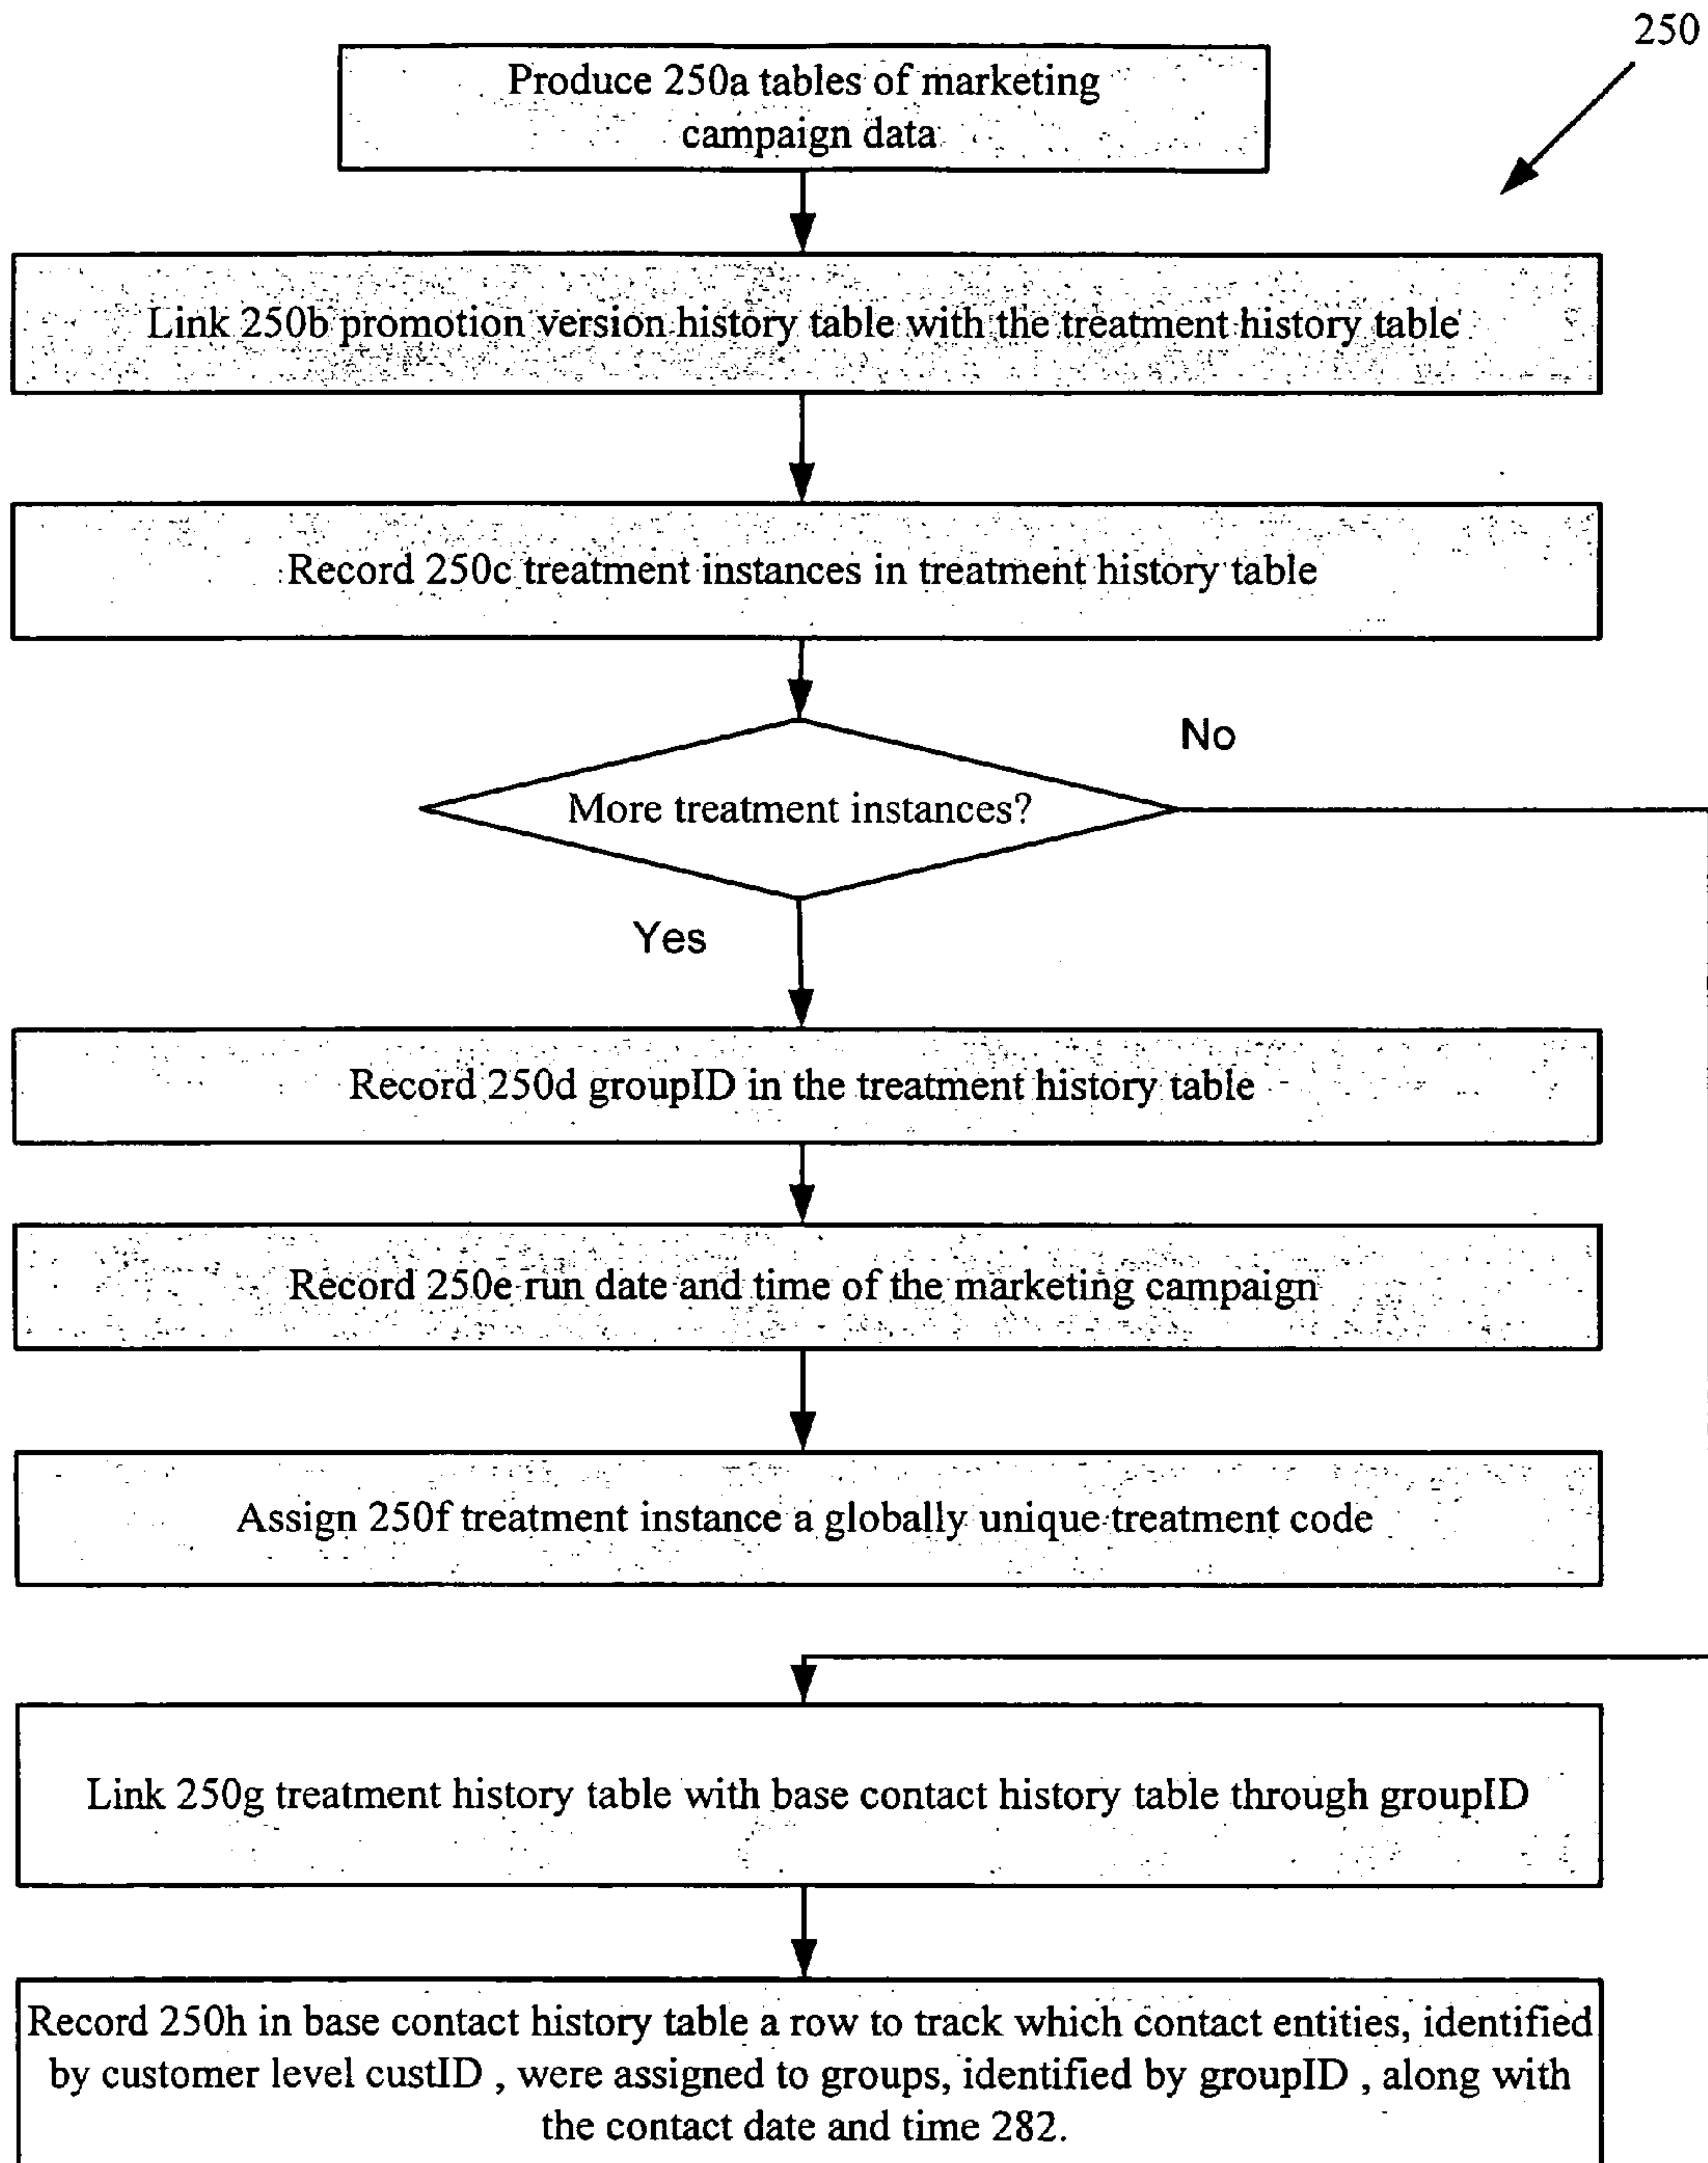 250
Produce 250a tables of marketing
campaign data
Link 250b promotion version history table with the treatment history table
Record 250c treatment instances in treatment history table
No
More treatment instances?
Yes
Record 250d groupID in the treatment history table
Record 250e run date and time of the marketing campaign
Assign 250f treatment instance a globally unique treatment code
Link 250g treatment history table with base contact history table through groupID
Record 250h in base contact history table a row to track which contact entities, identified
by customer level custID , were assigned to groups, identified by groupID , along with
the contact date and time 282.